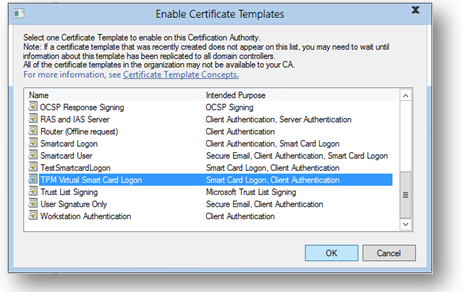 Enable Certificate Templates
X
Select one Certificate Template to enable on this Certification Authority.
Note: If a certificate template that was recently created does not appear on this list, you may need to wait until
information about this template has been replicated to all domain controllers.
All of the certificate templates in the organization may not be available to your CA.
For more information, see Certificate Template Concepts.
Name Intended Purpose
OCSP Response Signing OCSP Signing
RAS and IAS Server Client Authentication, Server Authentication
Router (Offline request) Client Authentication
Smartcard Logon Client Authentication, Smart Card Logon
Smartcard User Secure Email, Client Authentication, Smart Card Logon
TestSmartcardLogon Smart Card Logon, Client Authentication
TPM Virtual Smart Card Logon Smart Card Logon, Client Authentication
Trust List Signing Microsoft Trust List Signing
User Signature Only Secure Email, Client Authentication
Workstation Authentication Client Authentication
OK Cancel